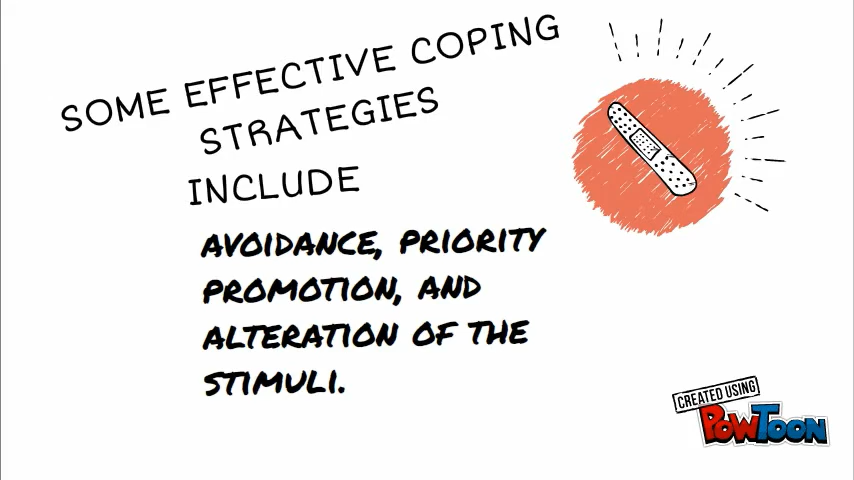 SOME EFFECTIVE COPING
STRATEGIES
INCLUDE
AVOIDANCE, PRIORITY
PROMOTION, AND
ALTERATION OF THE
STIMULI.
CREATED USING
POWTOON